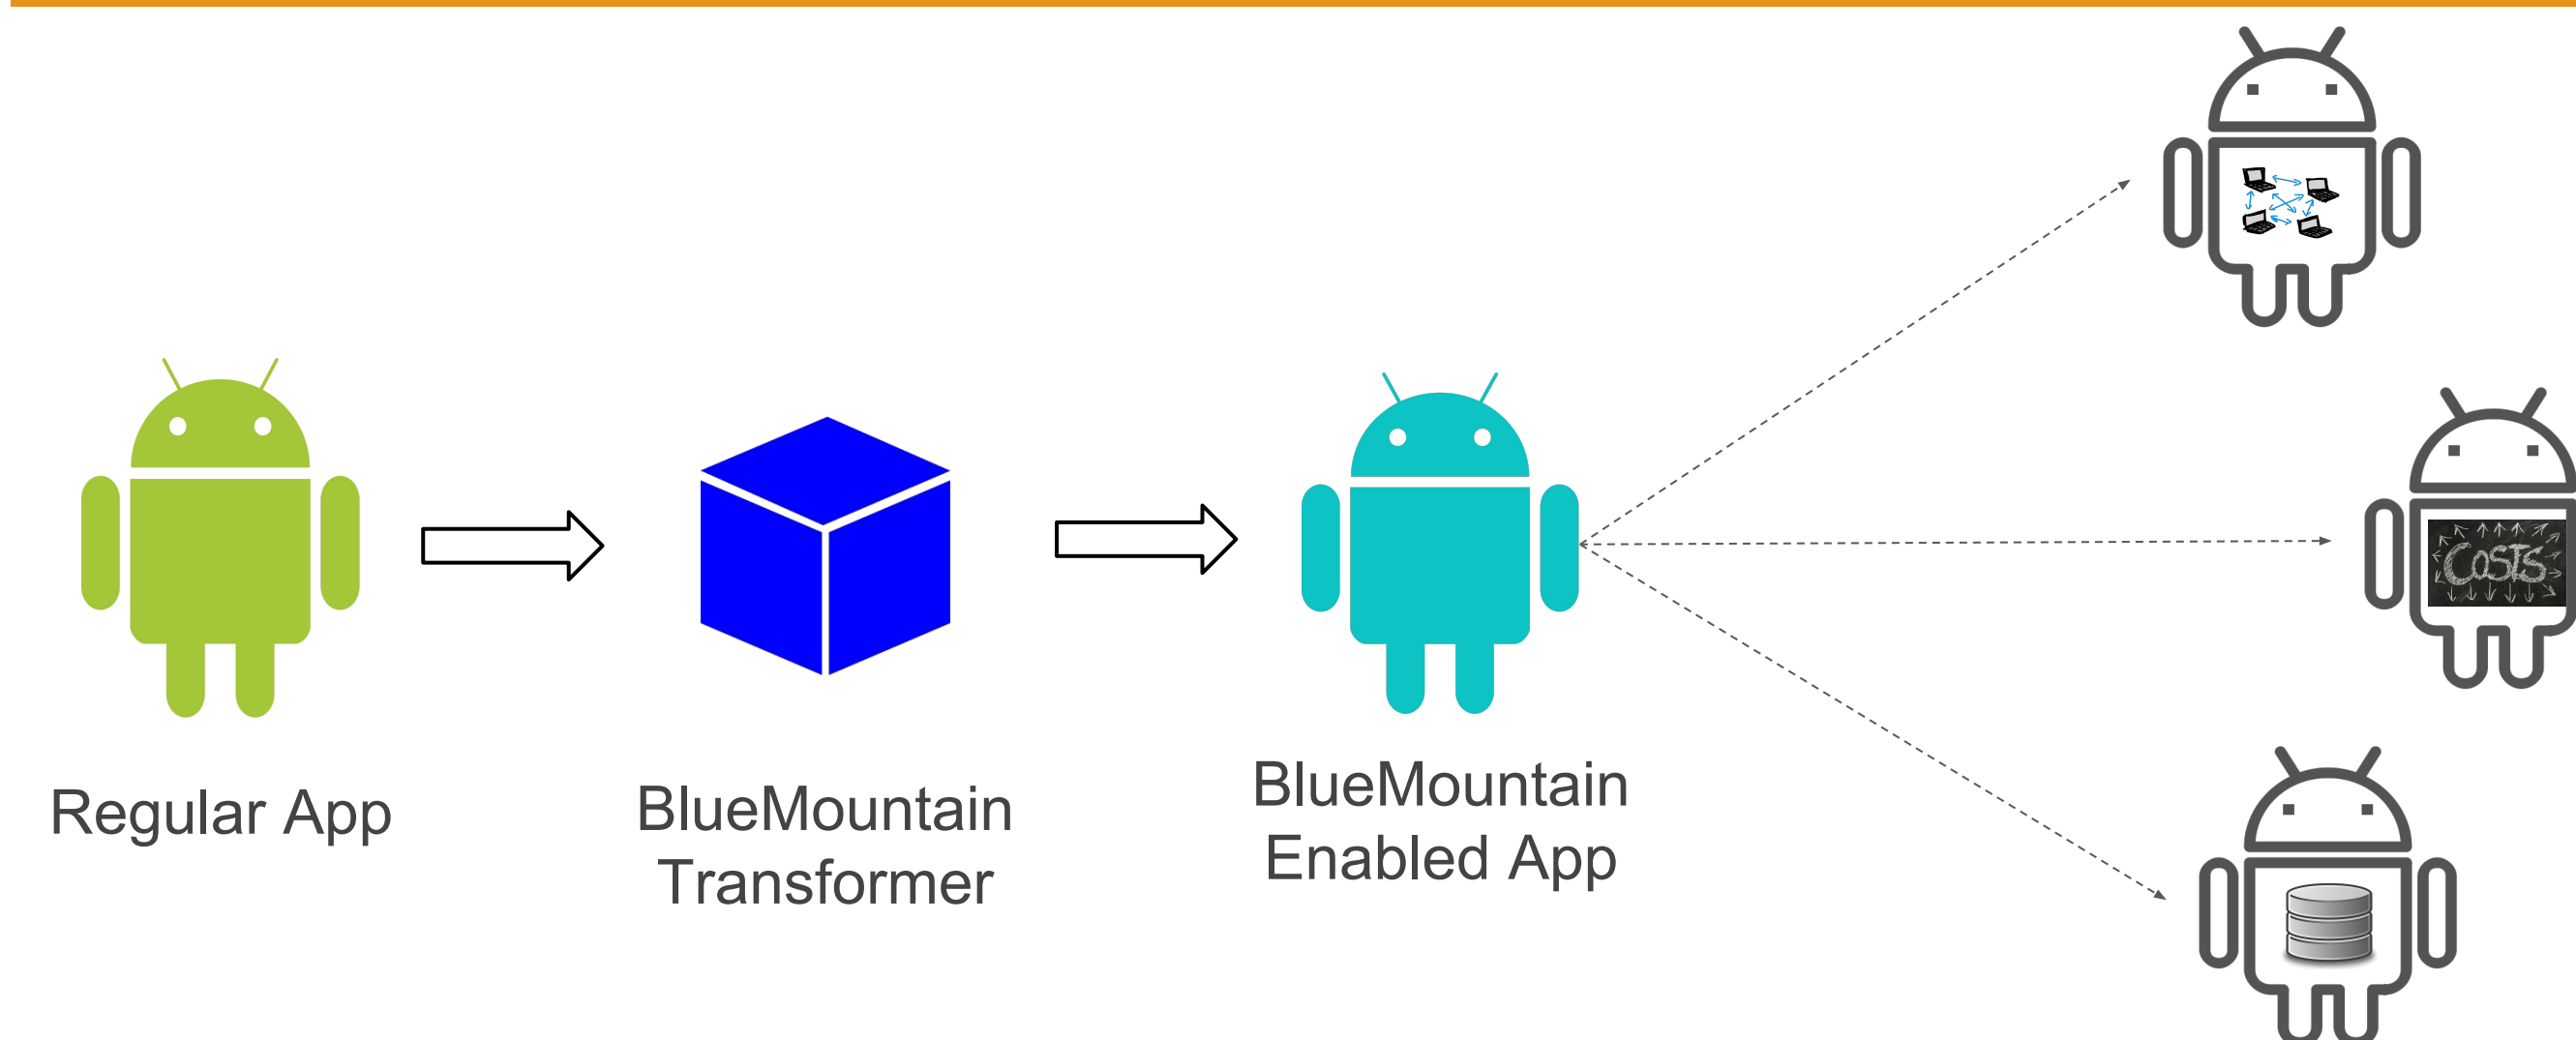 Regular App
BlueMountain
Transformer
BlueMountain
Enabled App
COSTS